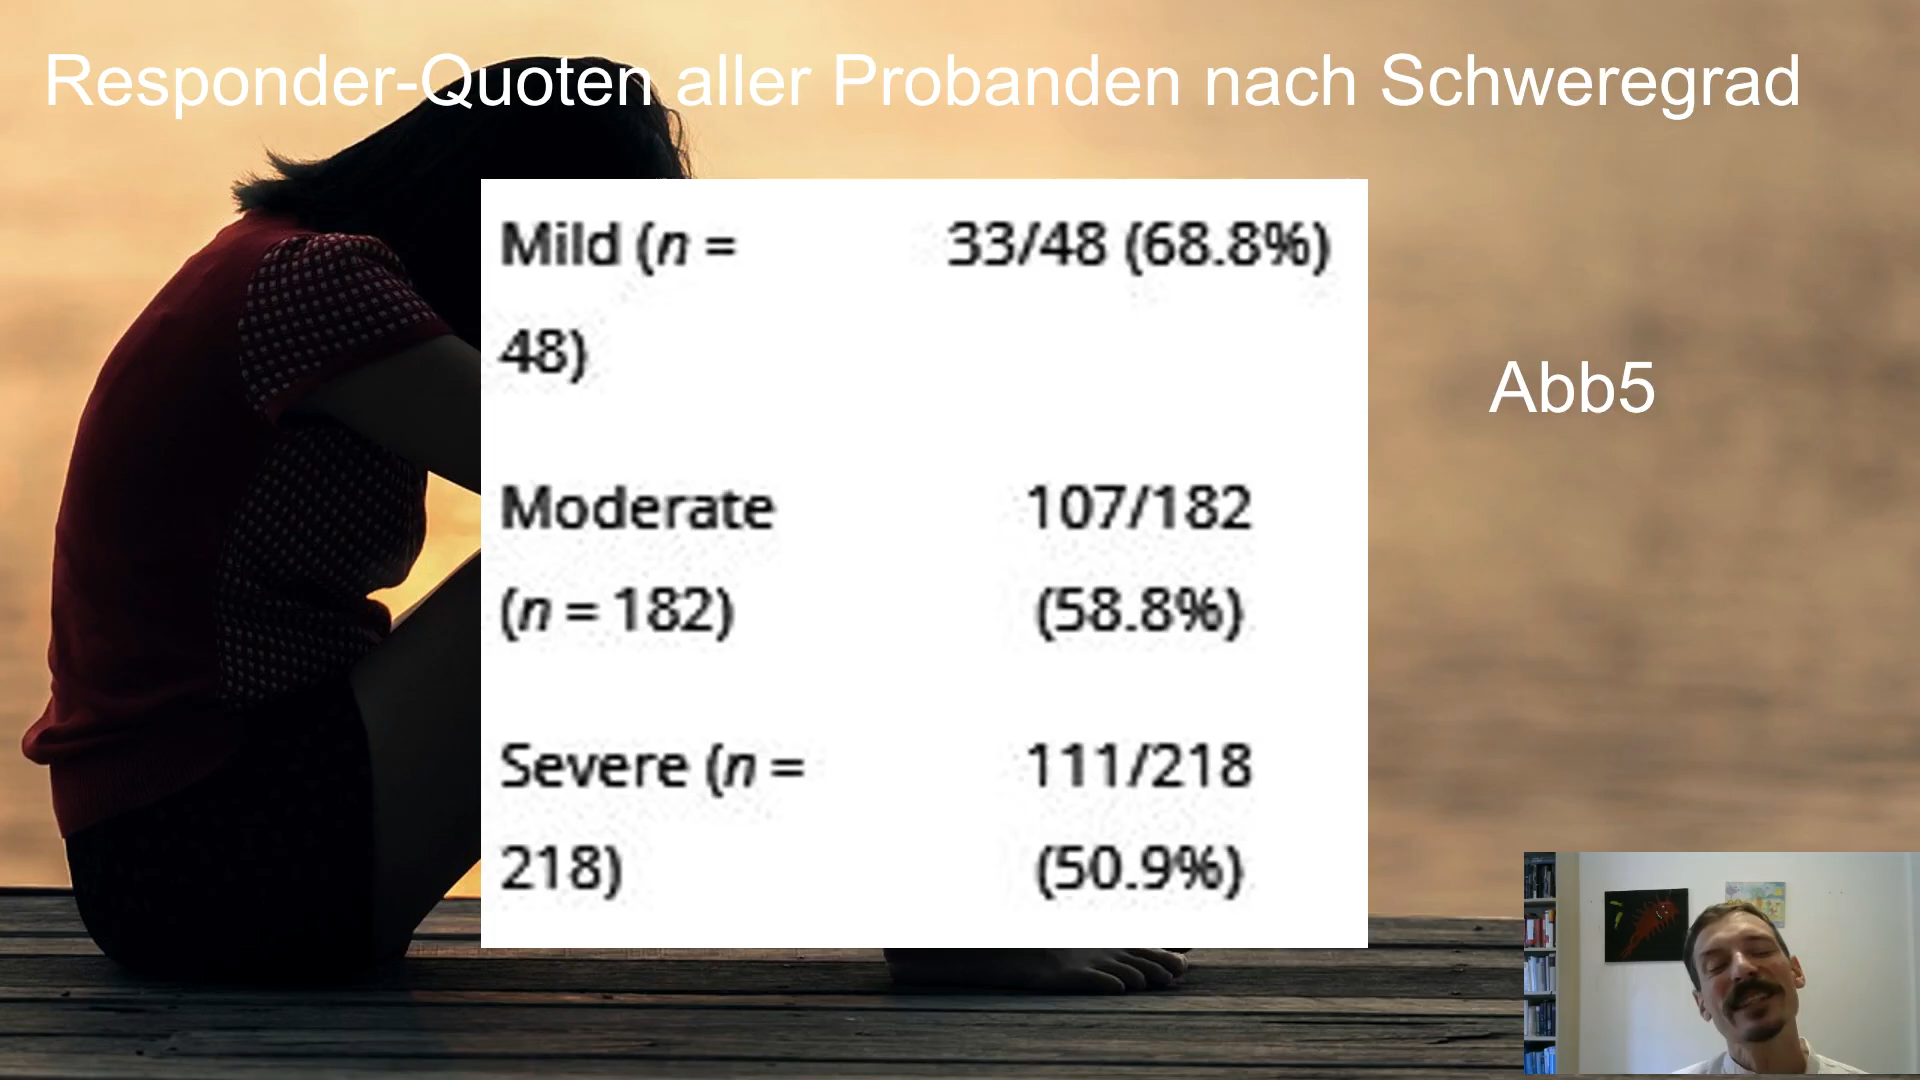 Responder-Quoten aller Probanden nach Schweregrad
Mild (n = 33/48 (68.8%)
48)
Moderate 107/182
(n = 182) (58.8%)
Severe (n = 111/218
218) (50.9%)
Abb5